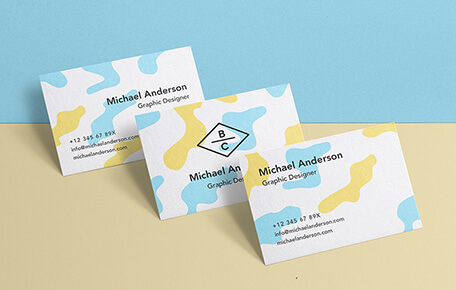 Michael Anderson
Graphic Designer
+12 345 67 89X
info@michaelanderson.com
michaelanderson.com
B
C
Michael An
Graphic Des
Michael Anderson
Graphic Designer
+12 345 67 89X
info@michaelanderson.com
michaelanderson.com